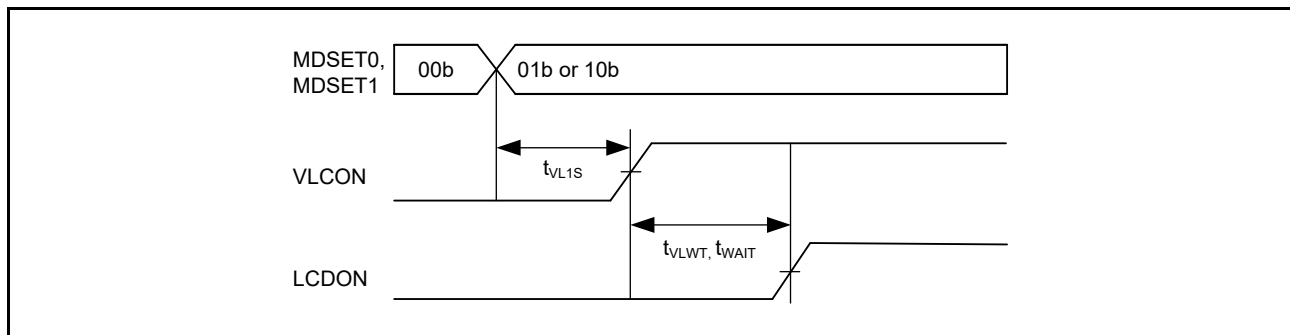 MDSET0,
MDSET1
00b
01b or 10b
tVL1S
VLCON
tVLWT, tWAIT
LCDON